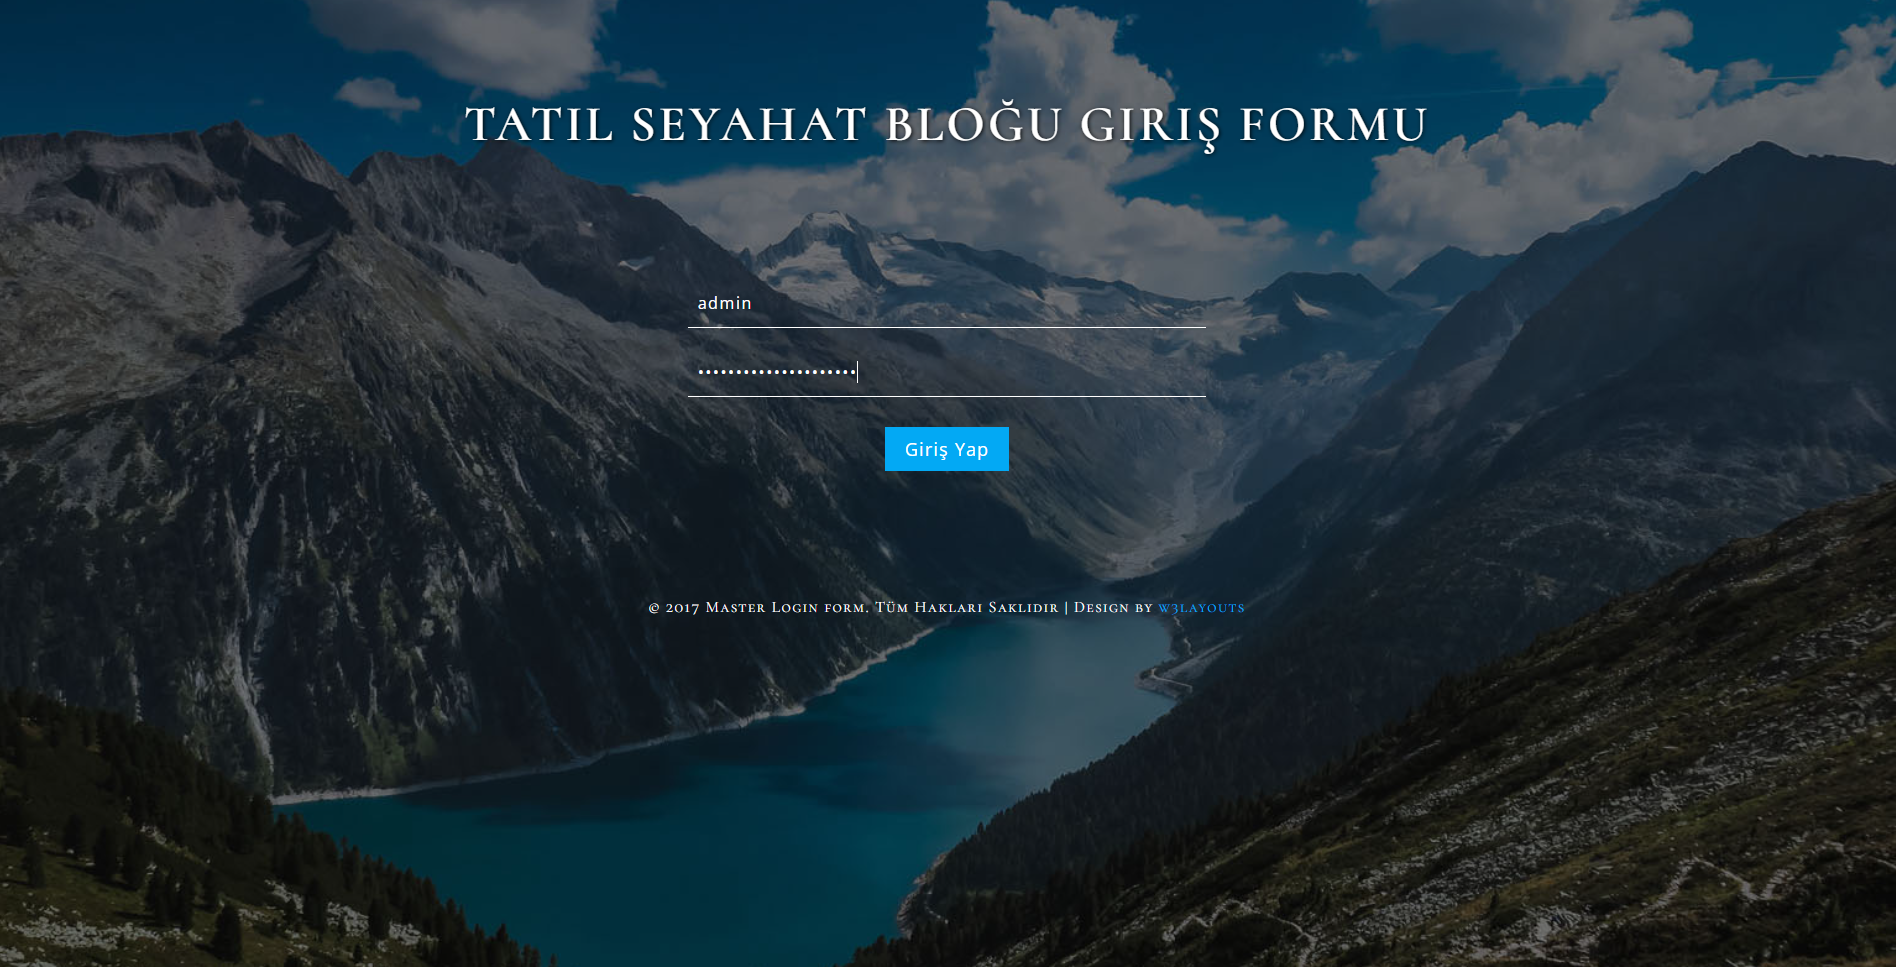 TATIL SEYAHAT BLOĞU GIRIŞ FORMU
admin
•••••••••••••••••••••
Giriş Yap
© 2017 Master Login form. Tüm Hakları Saklıdır | Design by w3layouts